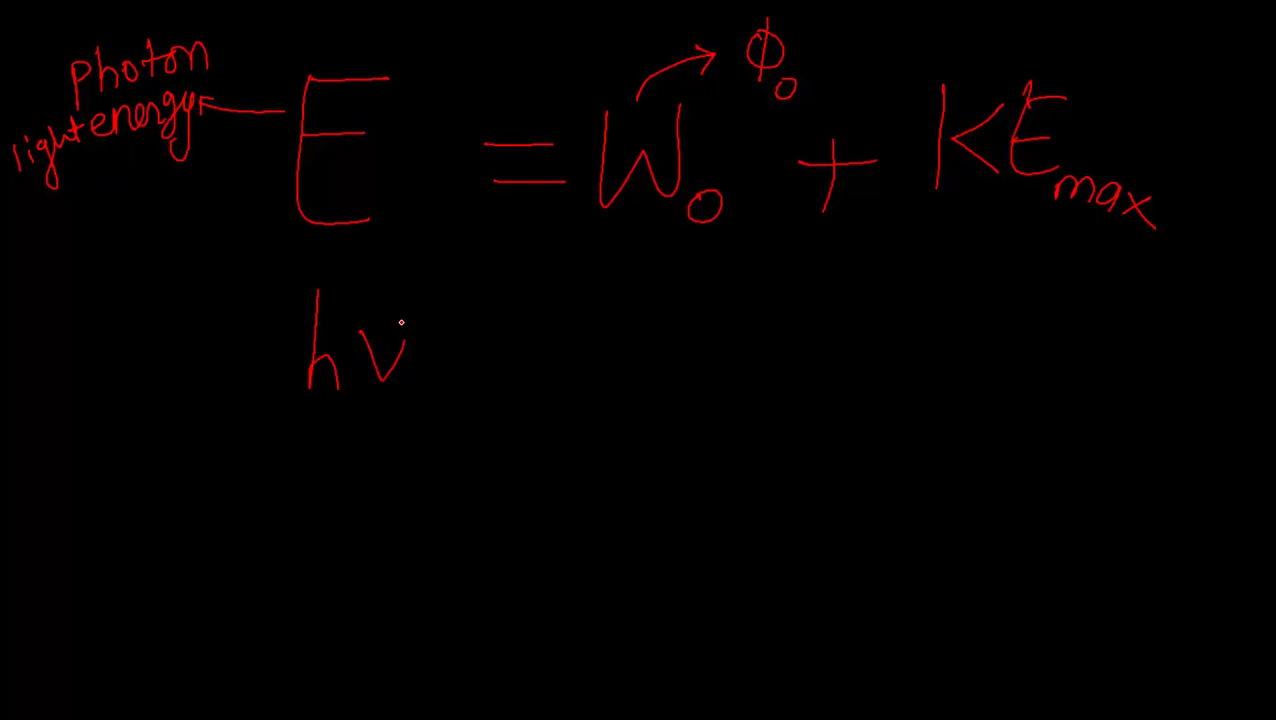 photon
light energy
E = W₀ + KEmax
ϕ₀
hν